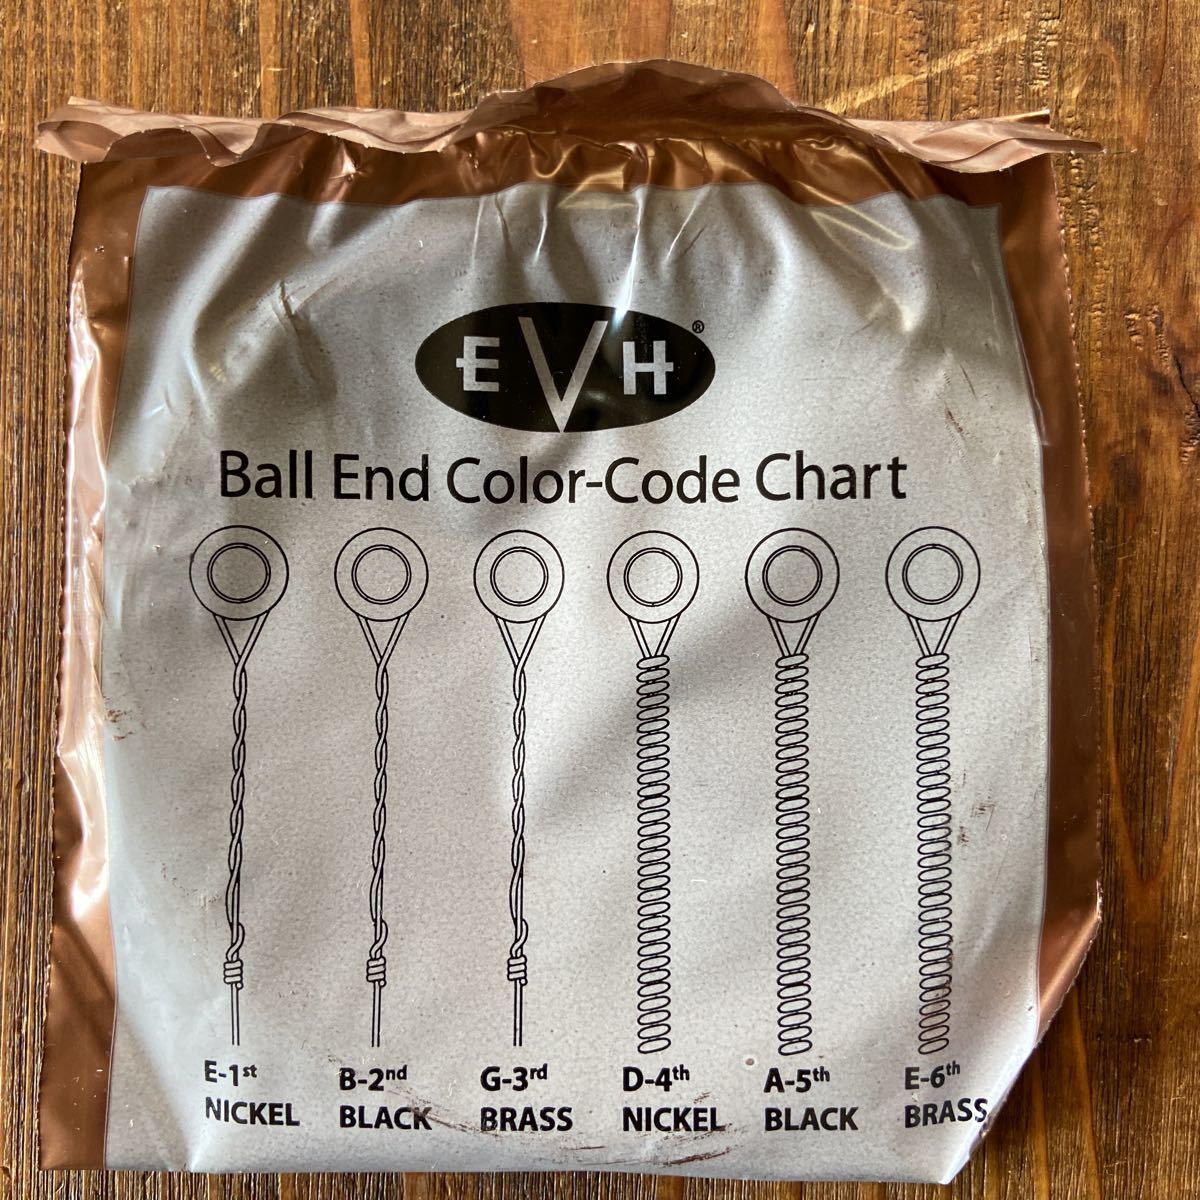 EVH®
Ball End Color-Code Chart
E-1st B-2nd G-3rd D-4th A-5th E-6th
NICKEL BLACK BRASS NICKEL BLACK BRASS